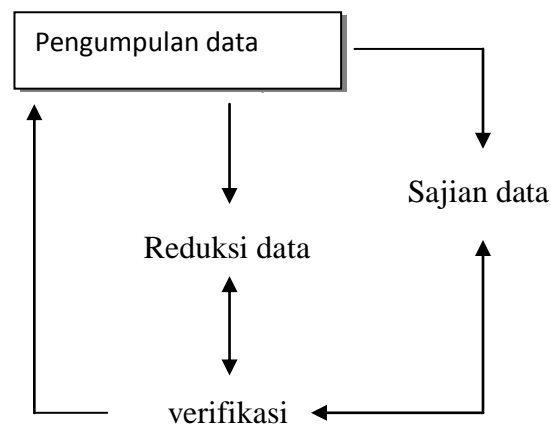 Pengumpulan data
Sajian data
Reduksi data
verifikasi